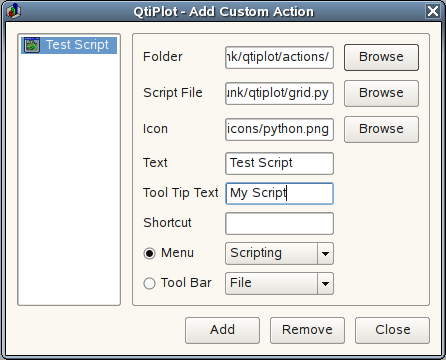 QtiPlot - Add Custom Action
Test Script
Folder nk/qtiplot/actions/ Browse
Script File unk/qtiplot/grid.py Browse
Icon icons/python.png Browse
Text Test Script
Tool Tip Text My Script
Shortcut
Menu Scripting
Tool Bar File
Add Remove Close